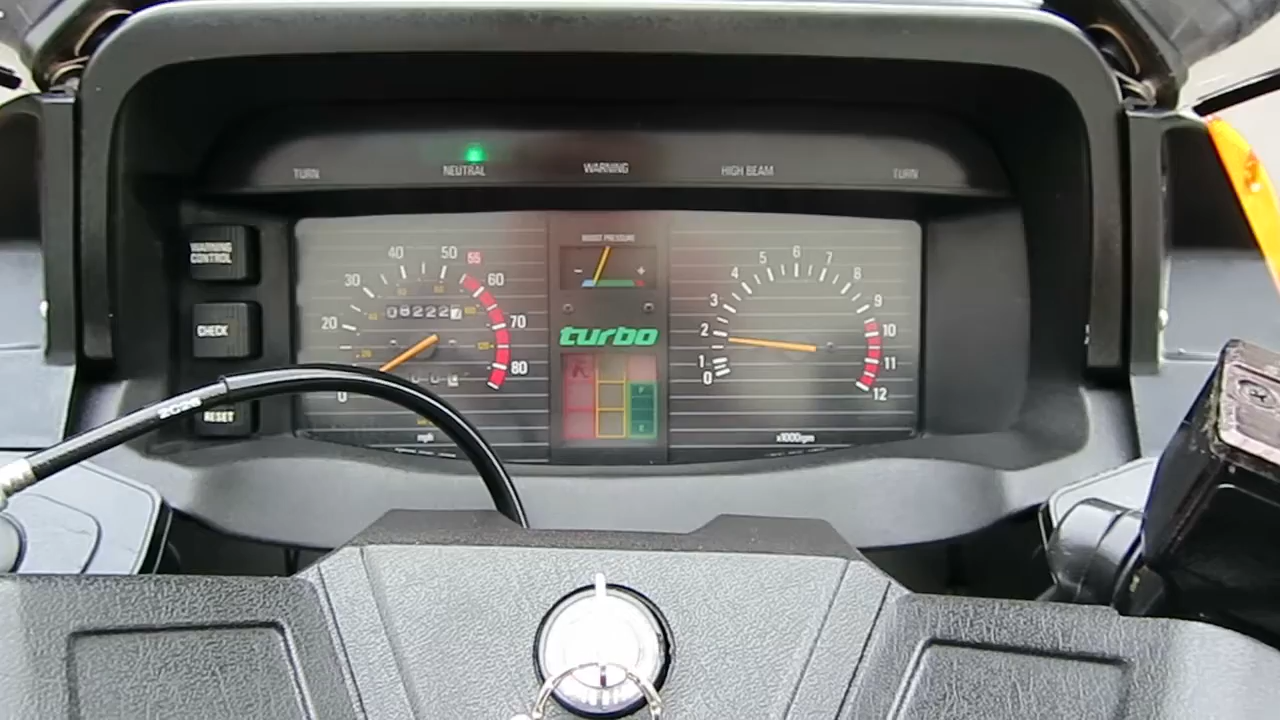 TURN NEUTRAL WARNING HIGH BEAM TURN
WARNING
CONTROL
CHECK
RESET
0 20 30 40 50 55 60 70 80
08222
mph
BOOST PRESSURE
- +
turbo
F
E
0 1 2 3 4 5 6 7 8 9 10 11 12
x1000rpm